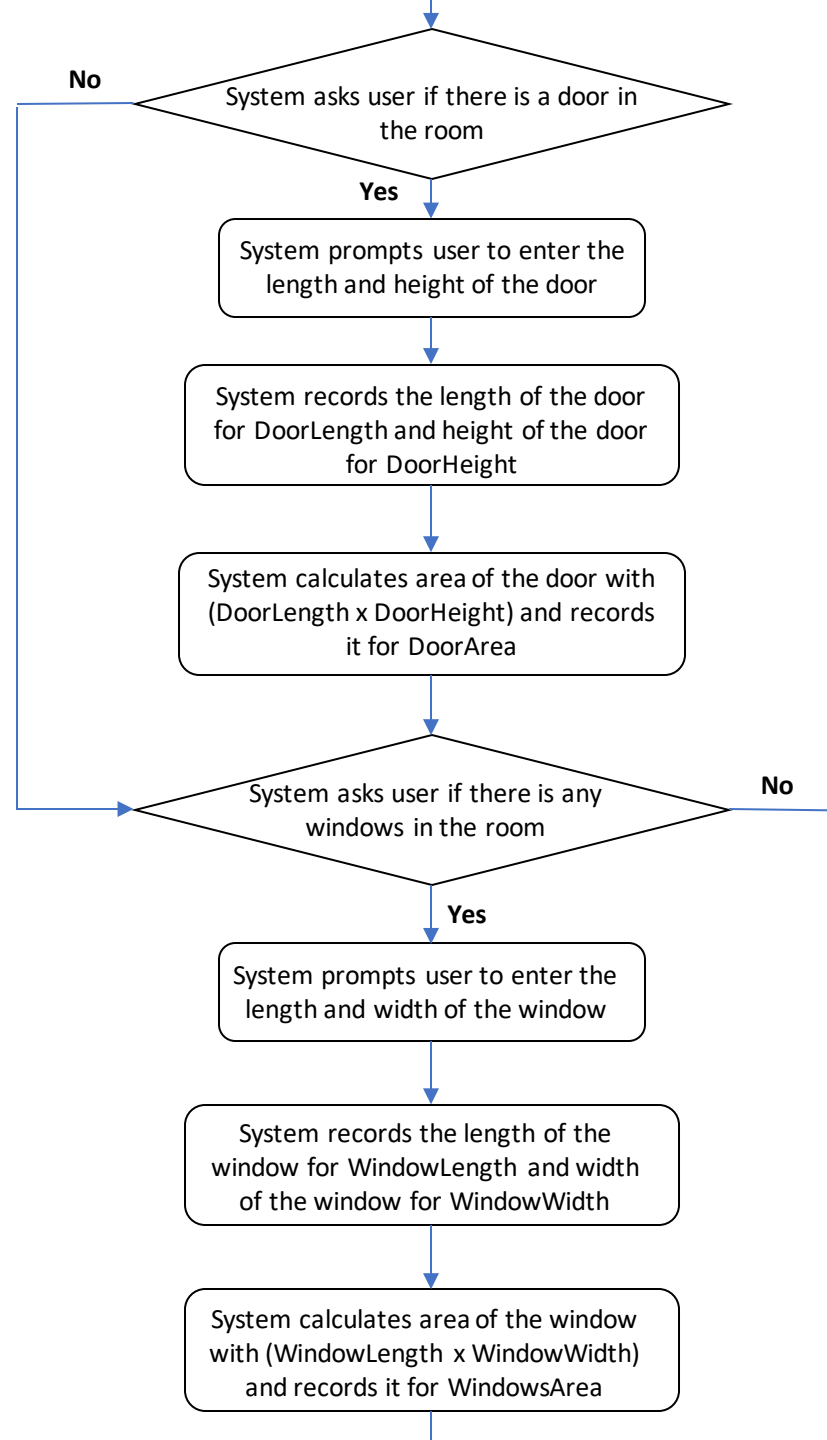 No
System asks user if there is a door in
the room
Yes
System prompts user to enter the
length and height of the door
System records the length of the door
for DoorLength and height of the door
for DoorHeight
System calculates area of the door with
(DoorLength x DoorHeight) and records
it for DoorArea
No
System asks user if there is any
windows in the room
Yes
System prompts user to enter the
length and width of the window
System records the length of the
window for WindowLength and width
of the window for WindowWidth
System calculates area of the window
with (WindowLength x WindowWidth)
and records it for WindowsArea